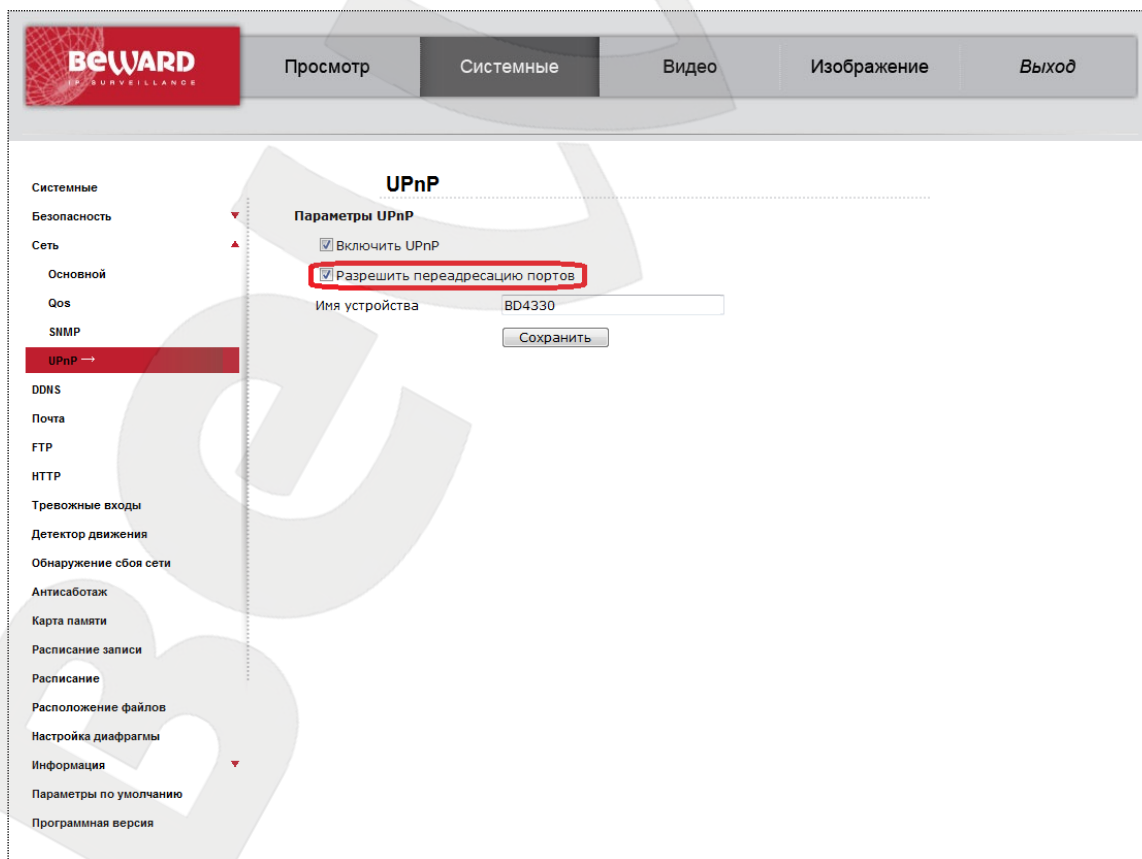 BEWARD
IP SURVEILLANCE
Просмотр
Системные
Видео
Изображение
Выход
Системные
Безопасность
Сеть
Основной
Qos
SNMP
UPnP →
DDNS
Почта
FTP
HTTP
Тревожные входы
Детектор движения
Обнаружение сбоя сети
Антисаботаж
Карта памяти
Расписание записи
Расписание
Расположение файлов
Настройка диафрагмы
Информация
Параметры по умолчанию
Программная версия
UPnP
Параметры UPnP
Включить UPnP
Разрешить переадресацию портов
Имя устройства BD4330
Сохранить